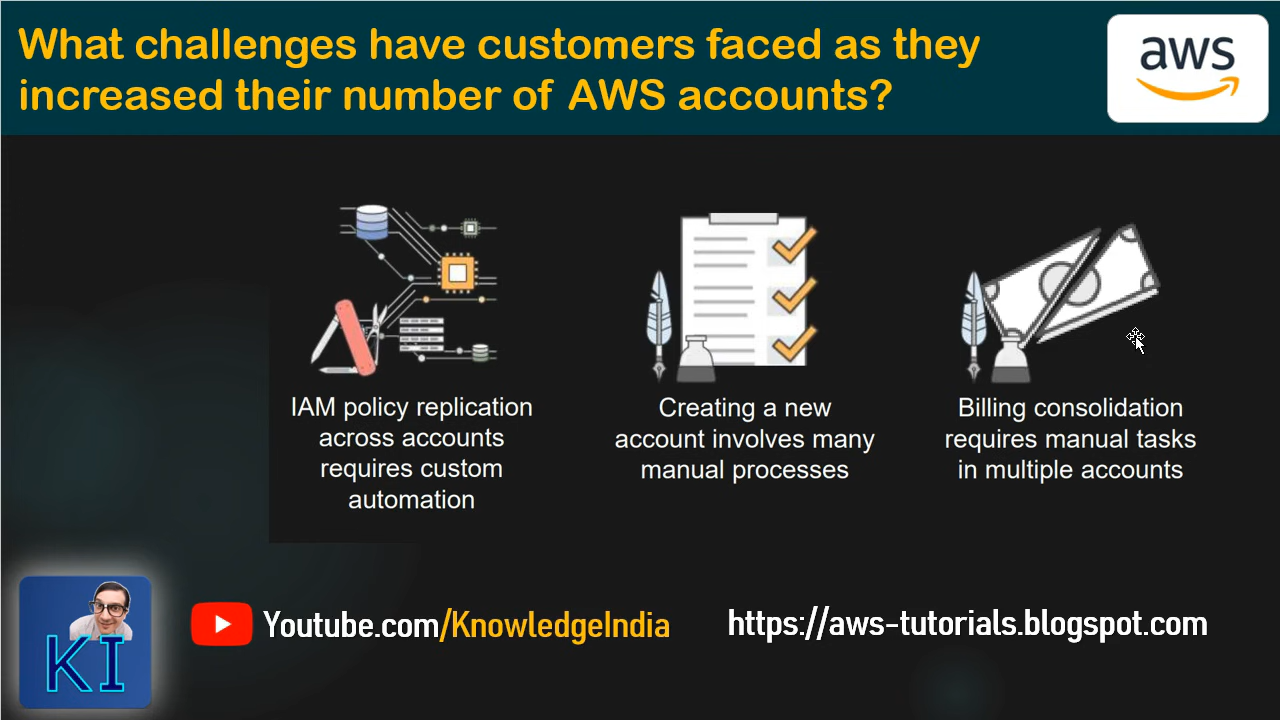 What challenges have customers faced as they
increased their number of AWS accounts?
aws
IAM policy replication
across accounts
requires custom
automation
Creating a new
account involves many
manual processes
Billing consolidation
requires manual tasks
in multiple accounts
KI
Youtube.com/KnowledgeIndia
https://aws-tutorials.blogspot.com